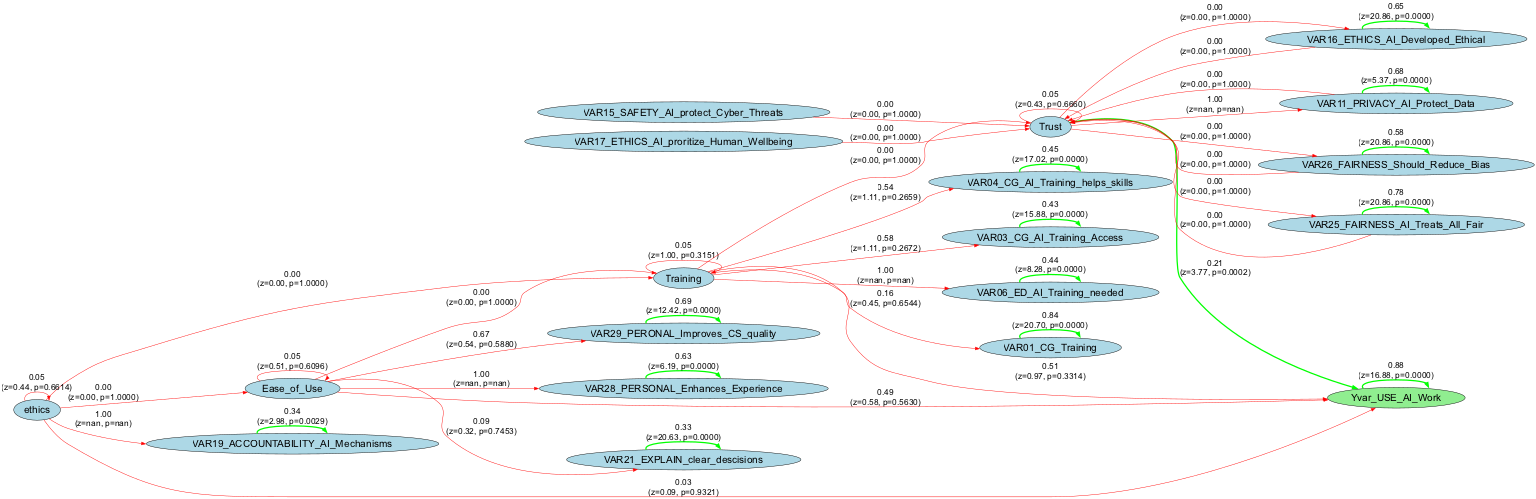 0.00
(z=0.00, p=1.0000)
0.65
(z=20.86, p=0.0000)
VAR16_ETHICS_AI_Developed_Ethical
0.00
(z=0.00, p=1.0000)
0.00
(z=0.00, p=1.0000)
0.68
(z=5.37, p=0.0000)
VAR11_PRIVACY_AI_Protect_Data
1.00
(z=nan, p=nan)
0.05
(z=0.43, p=0.6660)
Trust
VAR15_SAFETY_AI_protect_Cyber_Threats
0.00
(z=0.00, p=1.0000)
VAR17_ETHICS_AI_proritize_Human_Wellbeing
0.00
(z=0.00, p=1.0000)
0.00
(z=0.00, p=1.0000)
0.00
(z=0.00, p=1.0000)
0.58
(z=20.86, p=0.0000)
VAR26_FAIRNESS_Should_Reduce_Bias
0.00
(z=0.00, p=1.0000)
0.45
(z=17.02, p=0.0000)
VAR04_CG_AI_Training_helps_skills
0.54
(z=1.11, p=0.2659)
0.00
(z=0.00, p=1.0000)
0.78
(z=20.86, p=0.0000)
VAR25_FAIRNESS_AI_Treats_All_Fair
0.00
(z=0.00, p=1.0000)
0.43
(z=15.88, p=0.0000)
VAR03_CG_AI_Training_Access
0.58
(z=1.11, p=0.2672)
0.05
(z=1.00, p=0.3151)
Training
0.21
(z=3.77, p=0.0002)
0.44
(z=8.28, p=0.0000)
VAR06_ED_AI_Training_needed
1.00
(z=nan, p=nan)
0.16
(z=0.45, p=0.6544)
0.00
(z=0.00, p=1.0000)
0.00
(z=0.00, p=1.0000)
0.69
(z=12.42, p=0.0000)
VAR29_PERONAL_Improves_CS_quality
0.67
(z=0.54, p=0.5880)
0.84
(z=20.70, p=0.0000)
VAR01_CG_Training
0.51
(z=0.97, p=0.3314)
0.88
(z=16.88, p=0.0000)
Yvar_USE_AI_Work
0.05
(z=0.51, p=0.6096)
Ease_of_Use
1.00
(z=nan, p=nan)
0.63
(z=6.19, p=0.0000)
VAR28_PERSONAL_Enhances_Experience
0.49
(z=0.58, p=0.5630)
0.05
(z=0.44, p=0.6614)
ethics
0.00
(z=0.00, p=1.0000)
1.00
(z=nan, p=nan)
0.34
(z=2.98, p=0.0029)
VAR19_ACCOUNTABILITY_AI_Mechanisms
0.09
(z=0.32, p=0.7453)
0.33
(z=20.63, p=0.0000)
VAR21_EXPLAIN_clear_descisions
0.03
(z=0.09, p=0.9321)